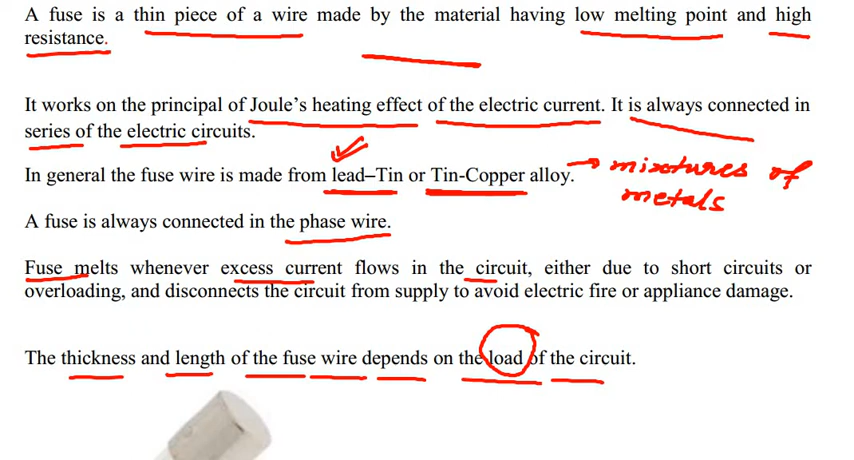 A fuse is a thin piece of a wire made by the material having low melting point and high
resistance.
It works on the principal of Joule's heating effect of the electric current. It is always connected in
series of the electric circuits.
In general the fuse wire is made from lead–Tin or Tin-Copper alloy. → mixtures of
metals
A fuse is always connected in the phase wire.
Fuse melts whenever excess current flows in the circuit, either due to short circuits or
overloading, and disconnects the circuit from supply to avoid electric fire or appliance damage.
The thickness and length of the fuse wire depends on the load of the circuit.